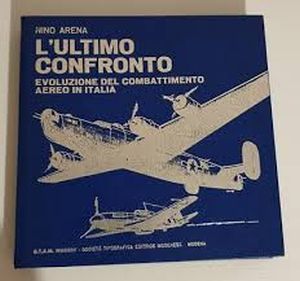 NINO ARENA
L'ULTIMO
CONFRONTO
EVOLUZIONE DEL COMBATTIMENTO
AEREO IN ITALIA
S.T.E.M. MUCCHI - SOCIETÀ TIPOGRAFICA EDITRICE MODENESE - MODENA